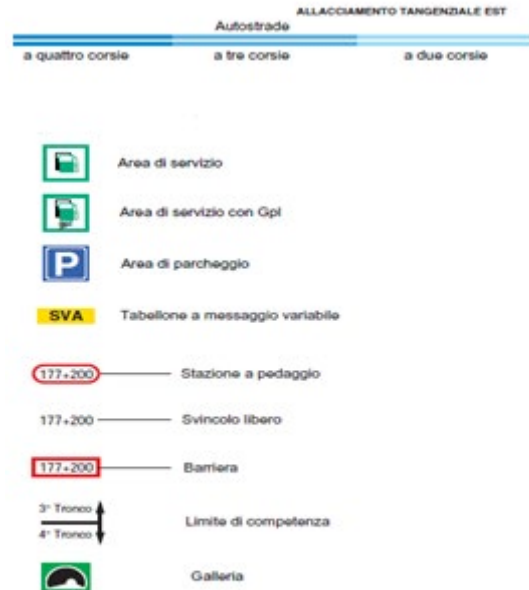 ALLACCIAMENTO TANGENZIALE EST
Autostrade
a quattro corsie a tre corsie a due corsie
Area di servizio
Area di servizio con Gpl
P Area di parcheggio
SVA Tabellone a messaggio variabile
177+200 Stazione a pedaggio
177+200 Svincolo libero
177+200 Barriera
3° Tronco
4° Tronco
Limite di competenza
Galleria